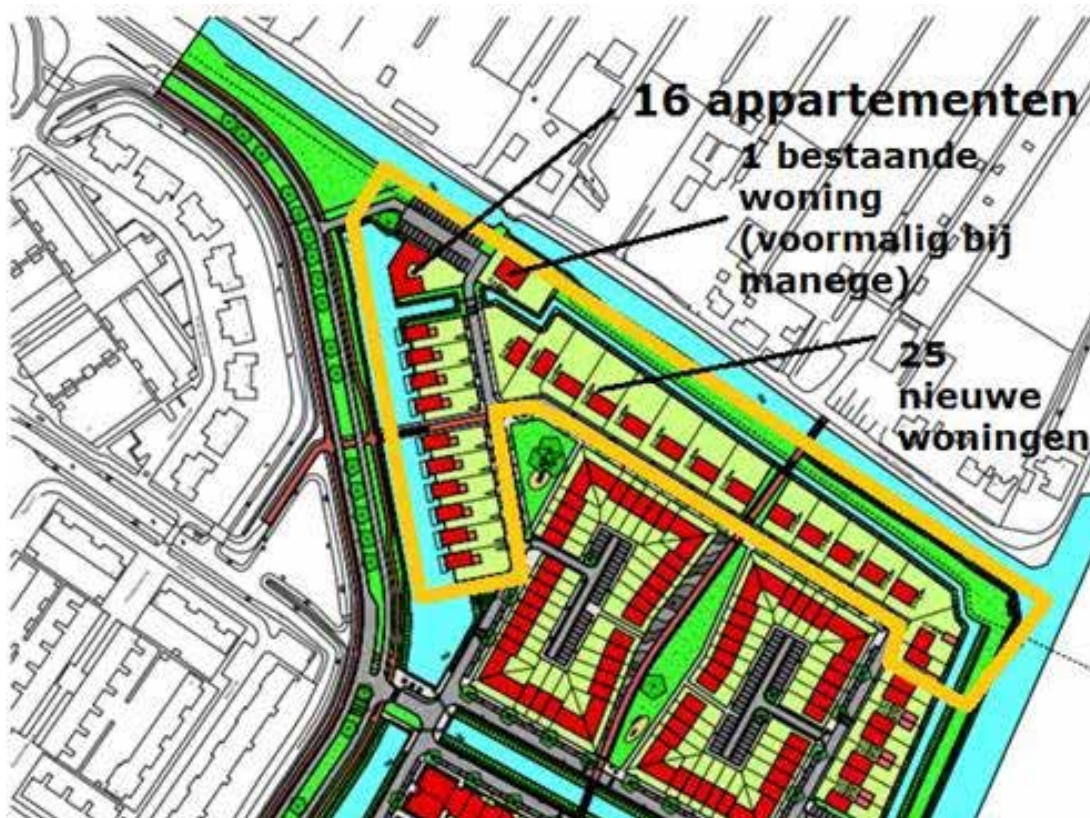 16 appartementen
1 bestaande
woning
(voormalig bij
manege)
25
nieuwe
woningen